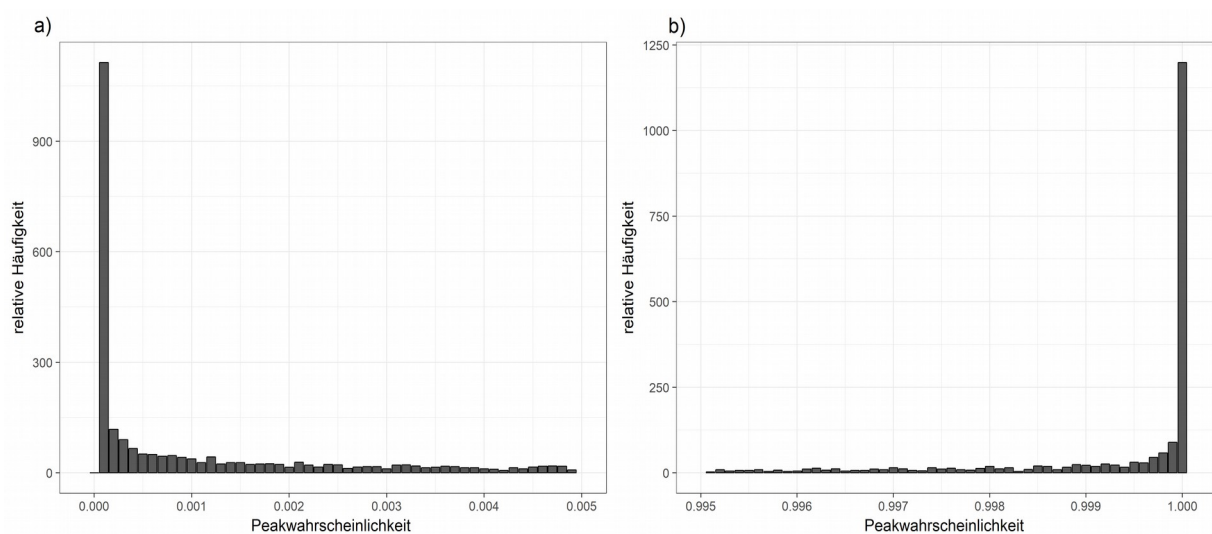 a)
relative Häufigkeit
900
600
300
0
0.000 0.001 0.002 0.003 0.004 0.005
Peakwahrscheinlichkeit
b)
relative Häufigkeit
1250
1000
750
500
250
0
0.995 0.996 0.997 0.998 0.999 1.000
Peakwahrscheinlichkeit